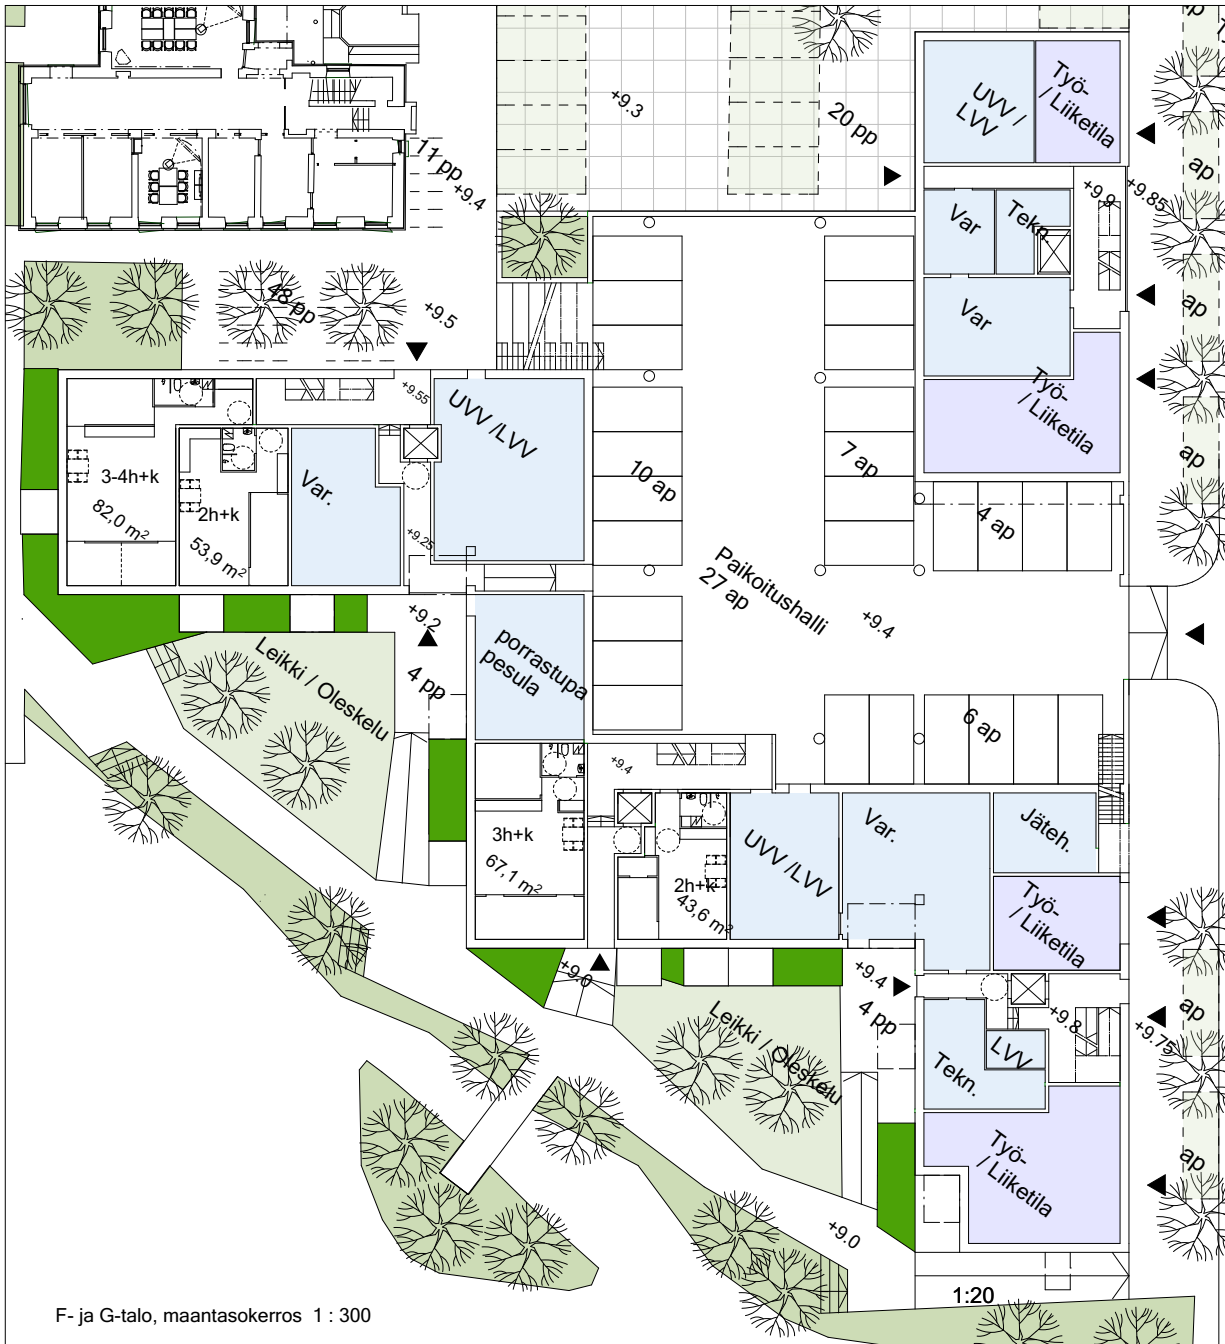 +9.3
20 pp
UVV /
LVV
Työ-
/ Liiketila
11 pp
+9.4
+9.9
+9.85
ap
Var
Tekn.
ap
48 pp
+9.5
Var
ap
Työ-
/ Liiketila
+9.55
UVV /LVV
3-4h+k
82,0 m²
2h+k
53,9 m²
Var.
+9.25
10 ap
7 ap
ap
4 ap
Paikoitushalli
27 ap
+9.4
+9.2
4 pp
Leikki / Oleskelu
porrastupa
pesula
6 ap
+9.4
3h+k
67,1 m²
2h+k
43,6 m²
UVV /LVV
Var.
Jäteh.
Työ-
/ Liiketila
+9.0
+9.4
4 pp
Leikki / Oleskelu
+9.8
+9.75
ap
LVV
Tekn.
Työ-
/ Liiketila
ap
+9.0
1:20
F- ja G-talo, maantasokerros 1 : 300